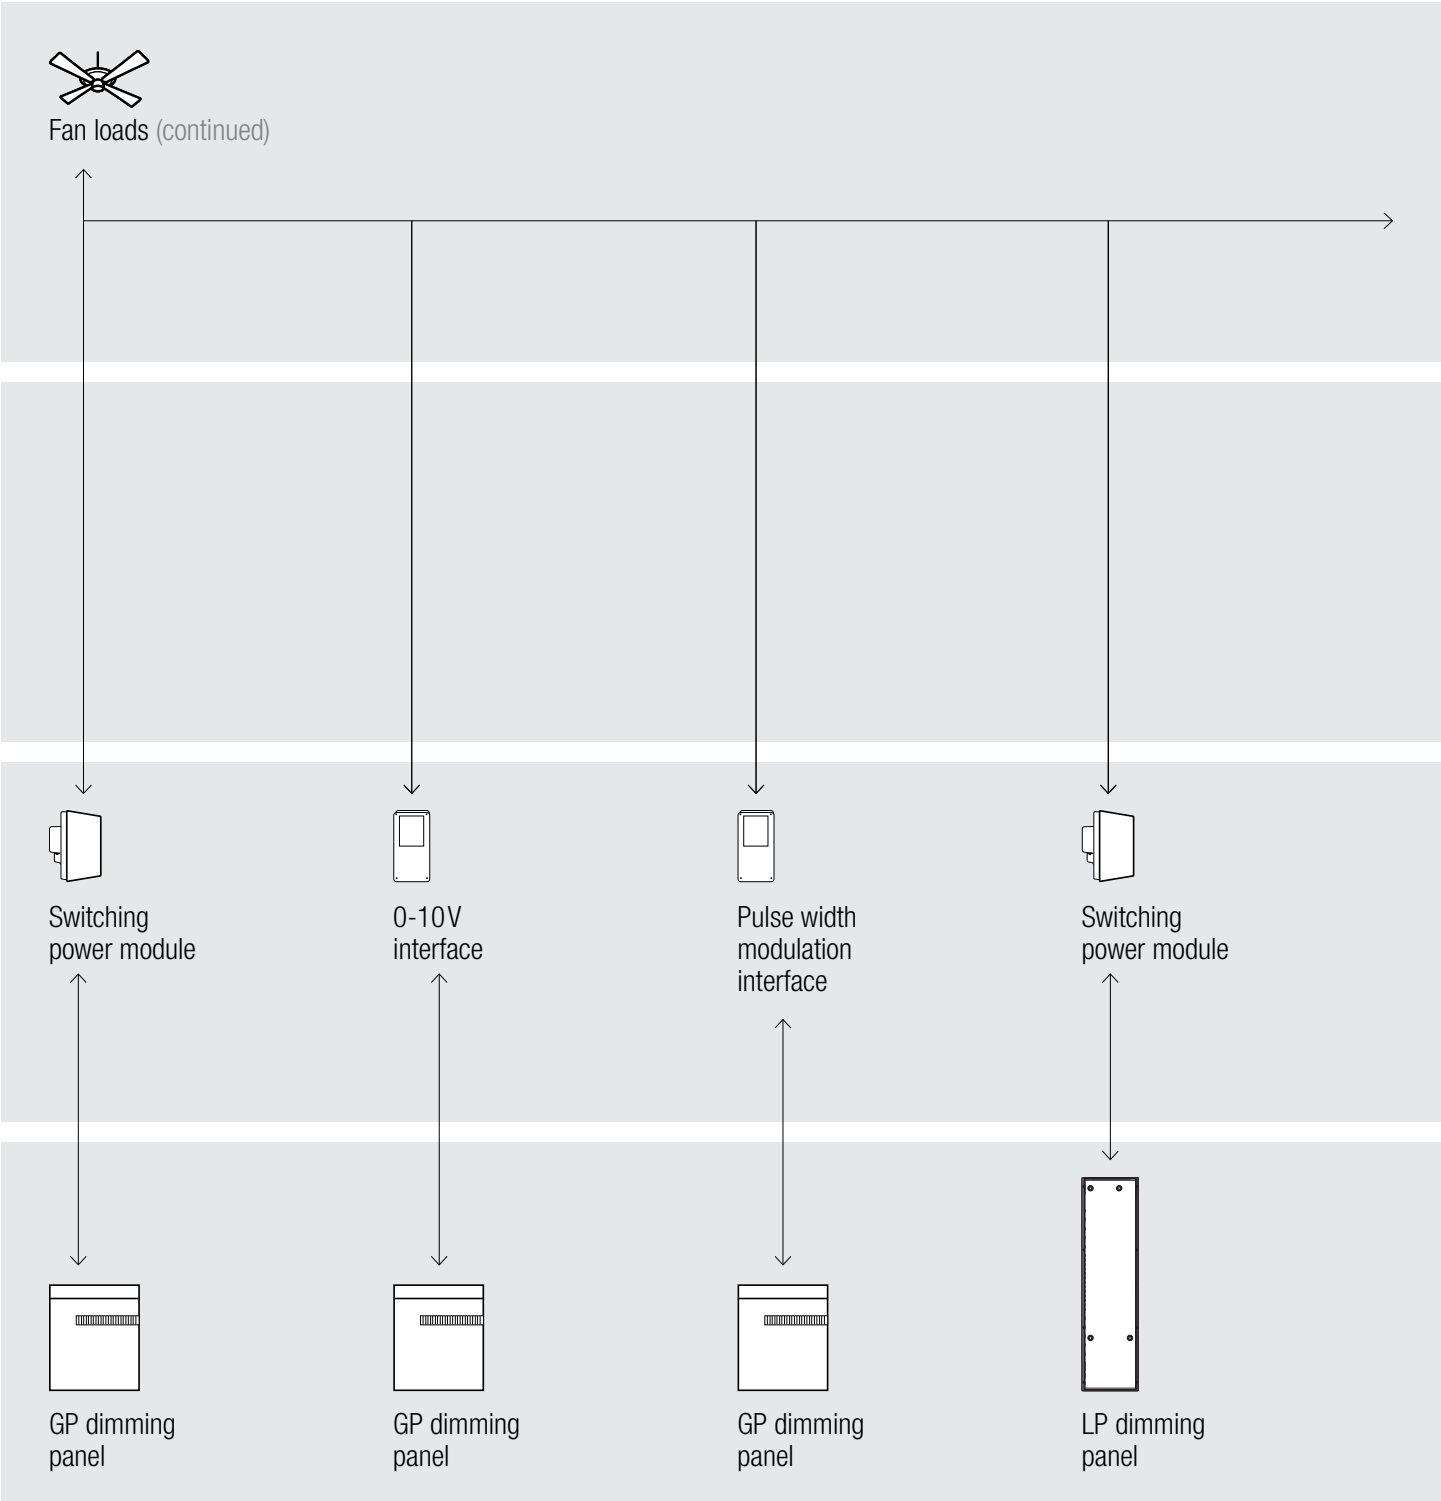 Fan loads (continued)
Switching
power module
0-10V
interface
Pulse width
modulation
interface
Switching
power module
GP dimming
panel
GP dimming
panel
GP dimming
panel
LP dimming
panel